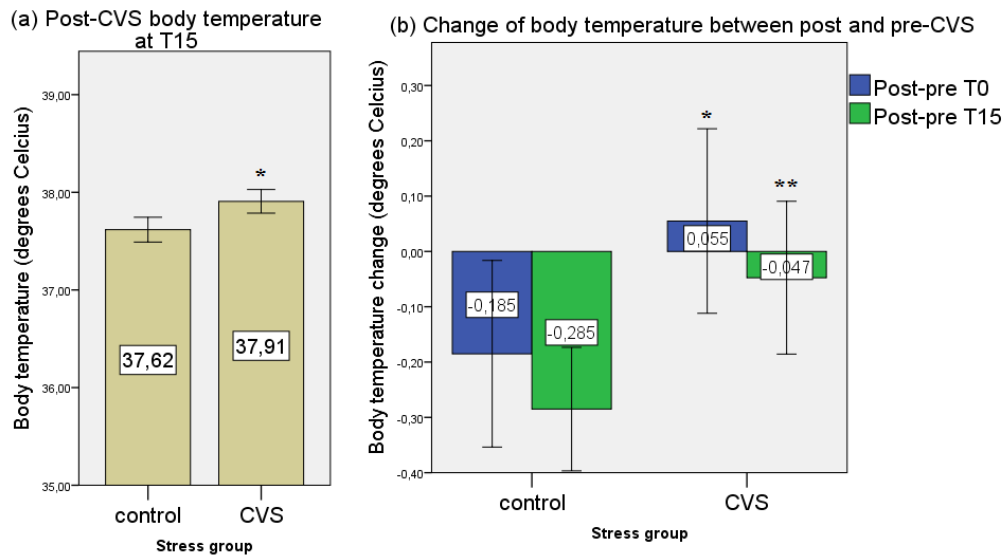 (a) Post-CVS body temperature
at T15
Body temperature (degrees Celcius)
39,00
38,00
37,00
36,00
35,00
*
37,62
37,91
control
CVS
Stress group
(b) Change of body temperature between post and pre-CVS
Body temperature change (degrees Celcius)
0,30
0,20
0,10
0,00
-0,10
-0,20
-0,30
-0,40
*
**
-0,185
-0,285
0,055
-0,047
control
CVS
Stress group
Post-pre T0
Post-pre T15